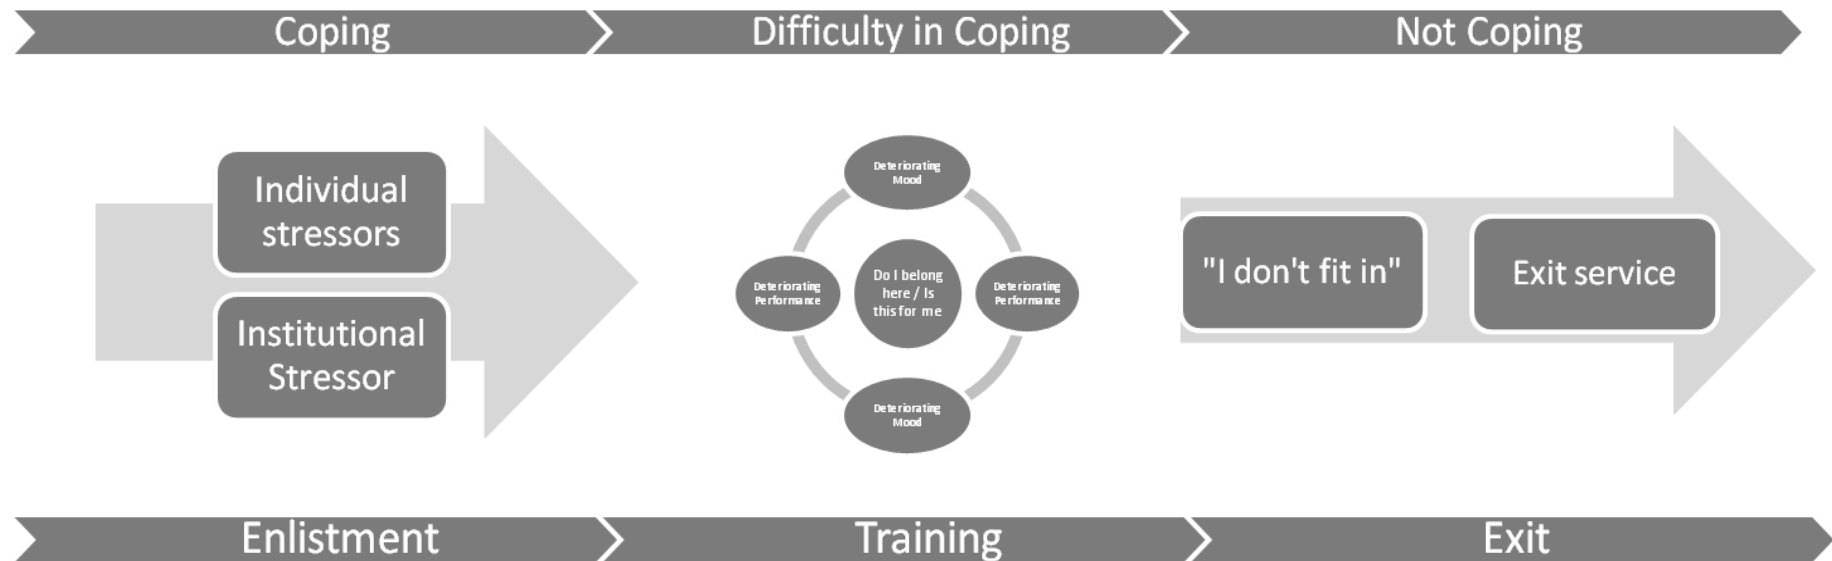 Coping
Difficulty in Coping
Not Coping
Individual
stressors
Institutional
Stressor
Deteriorating
Mood
Deteriorating
Performance
Do I belong
here / Is
this for me
Deteriorating
Performance
Deteriorating
Mood
"I don't fit in"
Exit service
Enlistment
Training
Exit